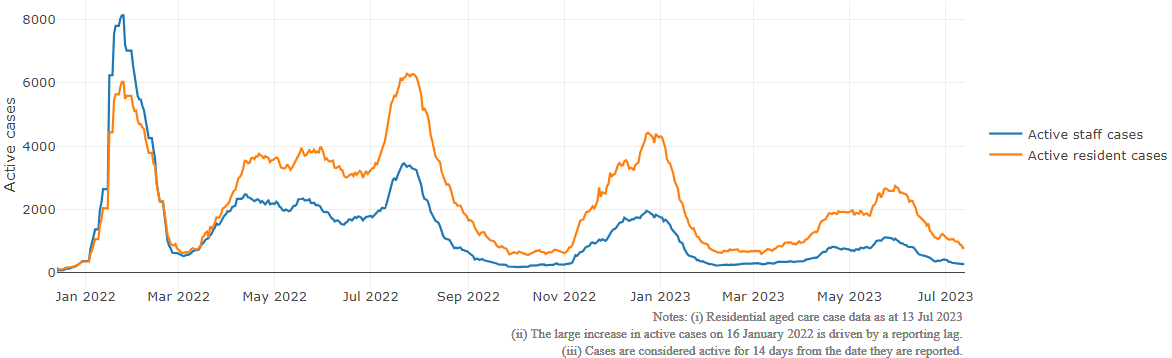 8000
6000
4000
2000
0
Active cases
Jan 2022
Mar 2022
May 2022
Jul 2022
Sep 2022
Nov 2022
Jan 2023
Mar 2023
May 2023
Jul 2023
Active staff cases
Active resident cases
Notes: (i) Residential aged care case data as at 13 Jul 2023
(ii) The large increase in active cases on 16 January 2022 is driven by a reporting lag.
(iii) Cases are considered active for 14 days from the date they are reported.